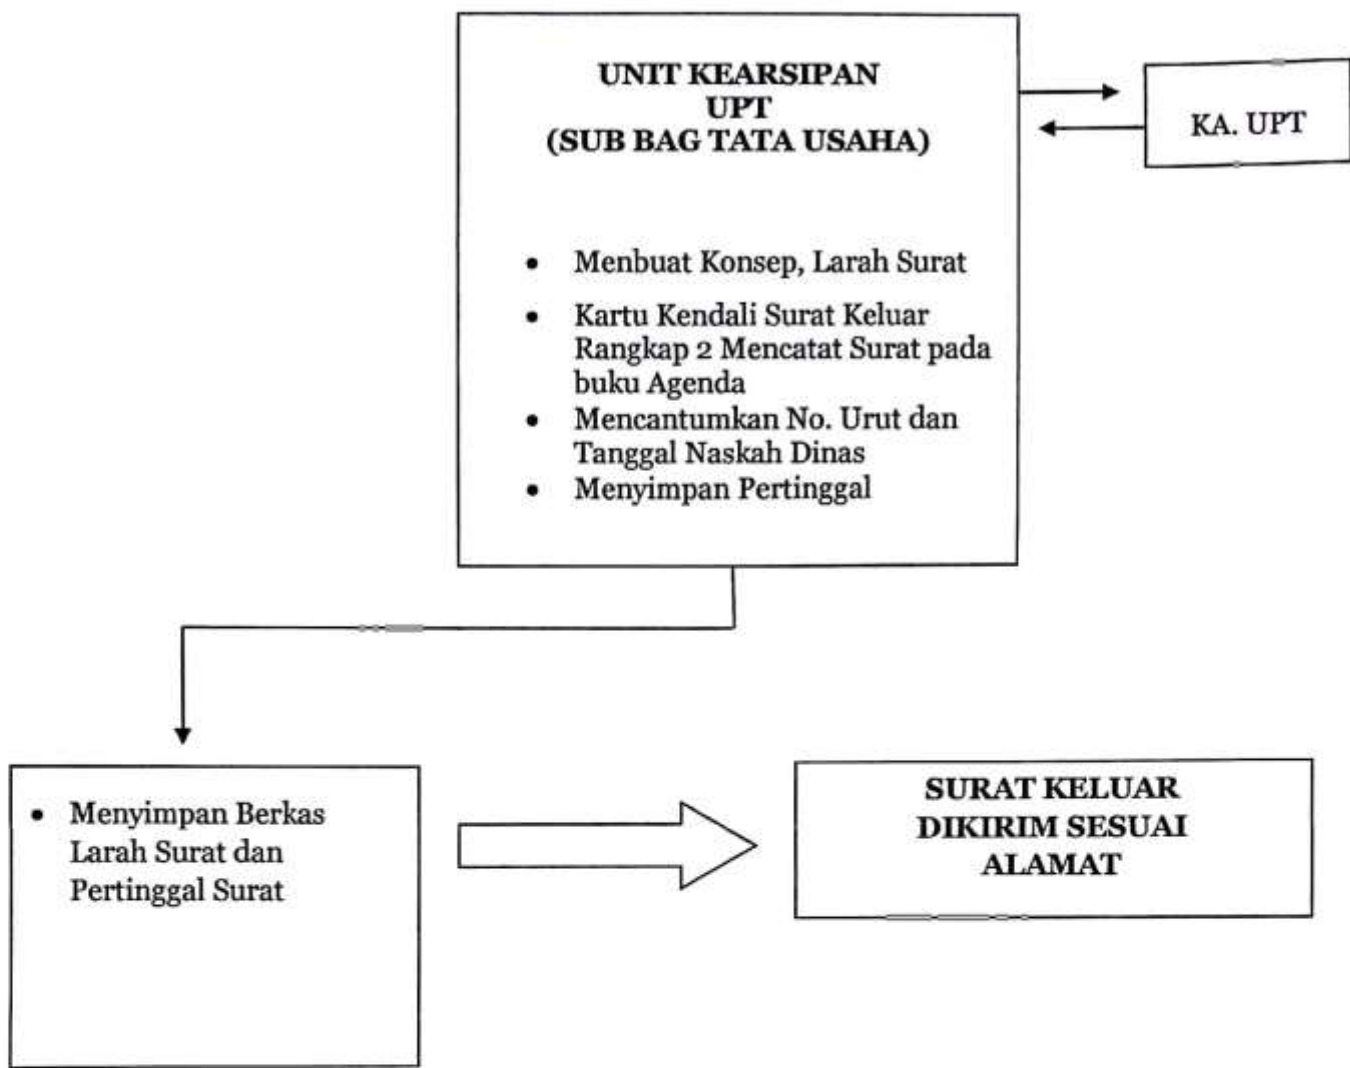 UNIT KEARSIPAN
UPT
(SUB BAG TATA USAHA)
KA. UPT
• Menbuat Konsep, Larah Surat
• Kartu Kendali Surat Keluar
Rangkap 2 Mencatat Surat pada
buku Agenda
• Mencantumkan No. Urut dan
Tanggal Naskah Dinas
• Menyimpan Pertinggal
• Menyimpan Berkas
Larah Surat dan
Pertinggal Surat
SURAT KELUAR
DIKIRIM SESUAI
ALAMAT